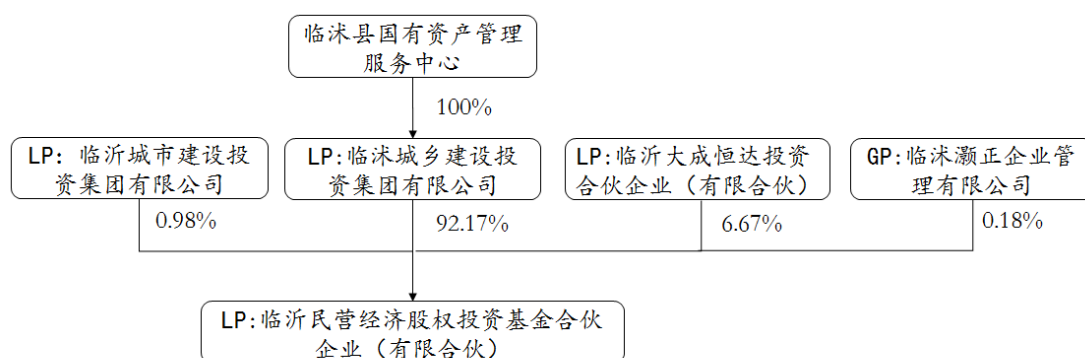 临沭县国有资产管理
服务中心
100%
LP: 临沂城市建设投
资集团有限公司
LP:临沭城乡建设投
资集团有限公司
LP:临沂大成恒达投资
合伙企业（有限合伙）
GP:临沭灏正企业管
理有限公司
0.98%
92.17%
6.67%
0.18%
LP:临沂民营经济股权投资基金合伙
企业（有限合伙）